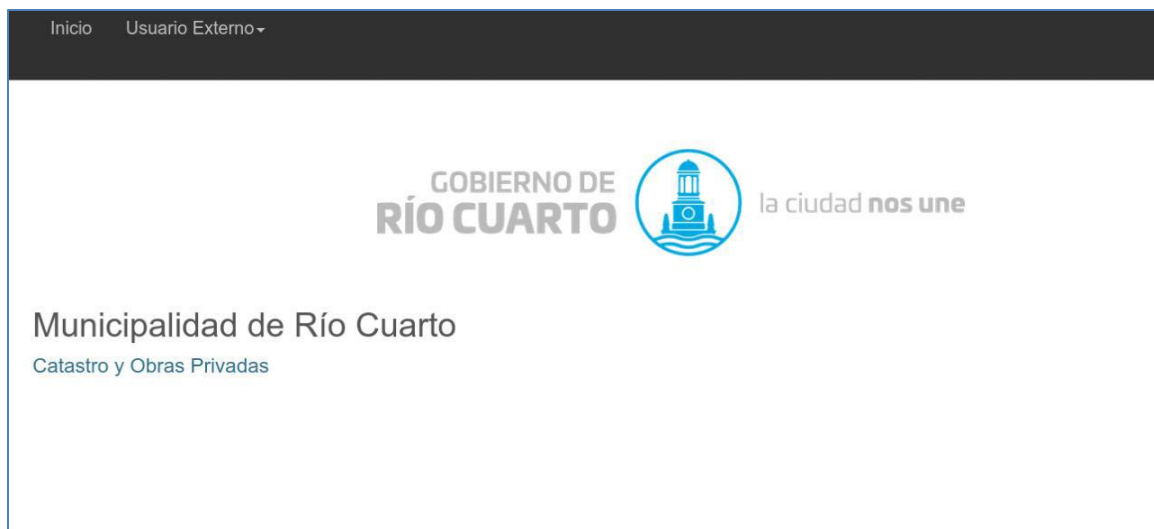 Inicio Usuario Externo
GOBIERNO DE
RÍO CUARTO
la ciudad nos une
Municipalidad de Río Cuarto
Catastro y Obras Privadas